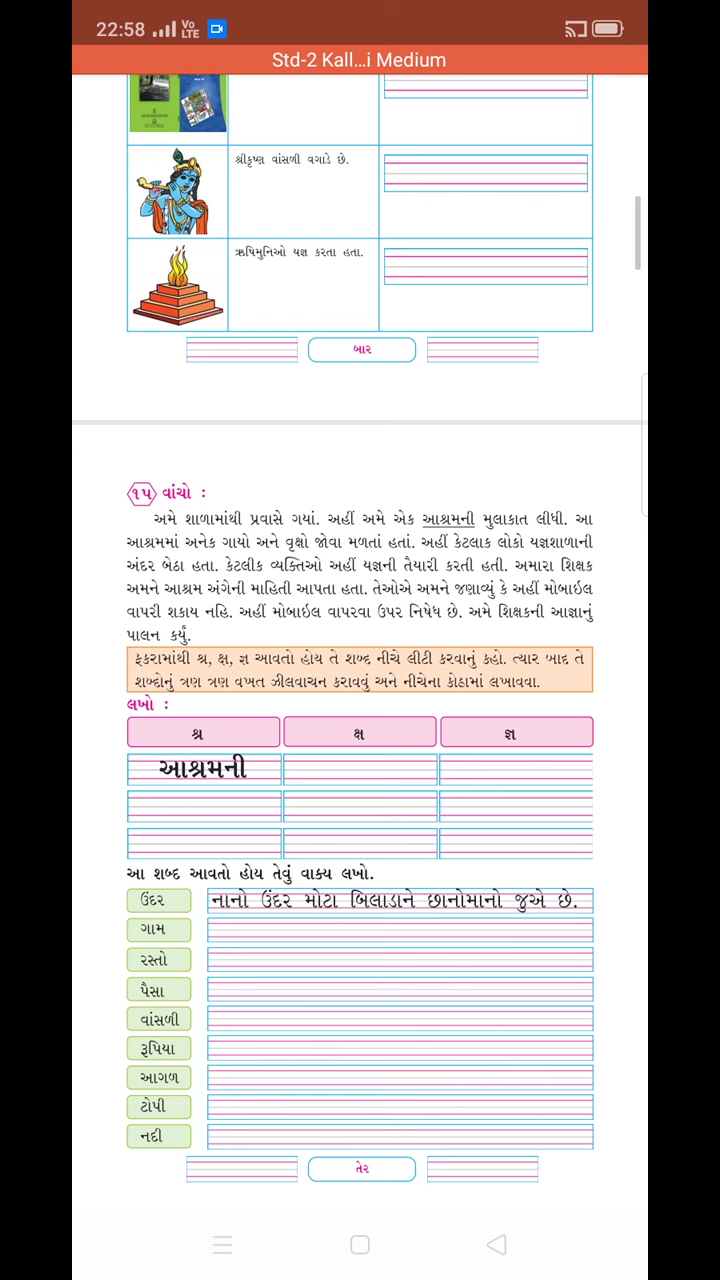 22:58 Vo LTE
Std-2 Kall...i Medium
શ્રીકૃષ્ણ વાંસળી વગાડે છે.
ઋષિમુનિઓ યજ્ઞ કરતા હતા.
બાર
૧૫ વાંચો :
અમે શાળામાંથી પ્રવાસે ગયાં. અહીં અમે એક આશ્રમની મુલાકાત લીધી. આ
આશ્રમમાં અનેક ગાયો અને વૃક્ષો જોવા મળતાં હતાં. અહીં કેટલાક લોકો યજ્ઞશાળાની
અંદર બેઠા હતા. કેટલીક વ્યક્તિઓ અહીં યજ્ઞની તૈયારી કરતી હતી. અમારા શિક્ષક
અમને આશ્રમ અંગેની માહિતી આપતા હતા. તેઓએ અમને જણાવ્યું કે અહીં મોબાઇલ
વાપરી શકાય નહિ. અહીં મોબાઇલ વાપરવા ઉપર નિષેધ છે. અમે શિક્ષકની આજ્ઞાનું
પાલન કર્યું.
ફકરામાંથી શ્ર, ક્ષ, જ્ઞ આવતો હોય તે શબ્દ નીચે લીટી કરવાનું કહો. ત્યાર બાદ તે
શબ્દોનું ત્રણ ત્રણ વખત ઝીલવાચન કરાવવું અને નીચેના કોઠામાં લખાવવા.
લખો :
શ્ર ક્ષ જ્ઞ
આશ્રમની
આ શબ્દ આવતો હોય તેવું વાક્ય લખો.
ઉંદર નાનો ઉંદર મોટા બિલાડાને છાનોમાનો જુએ છે.
ગામ
રસ્તો
પૈસા
વાંસળી
રૂપિયા
આગળ
ટોપી
નદી
તેર